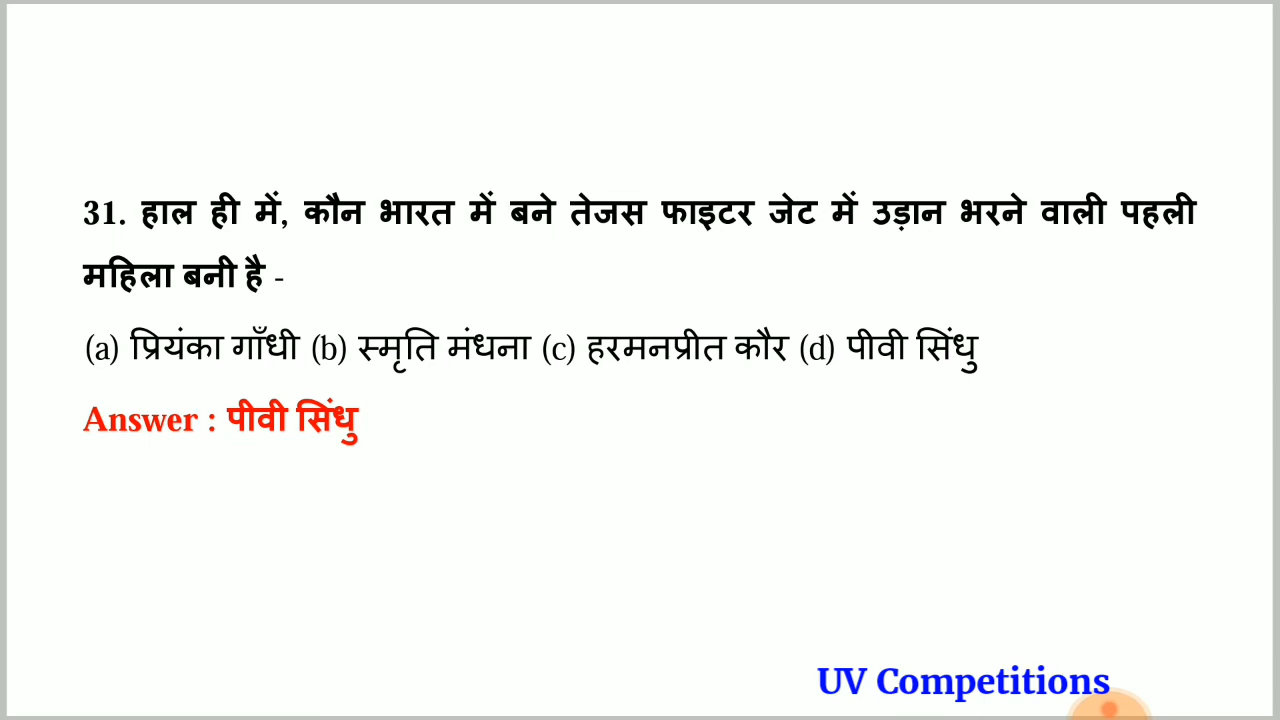 31. हाल ही में, कौन भारत में बने तेजस फाइटर जेट में उड़ान भरने वाली पहली
महिला बनी है -
(a) प्रियंका गाँधी (b) स्मृति मंधना (c) हरमनप्रीत कौर (d) पीवी सिंधु
Answer : पीवी सिंधु
UV Competitions